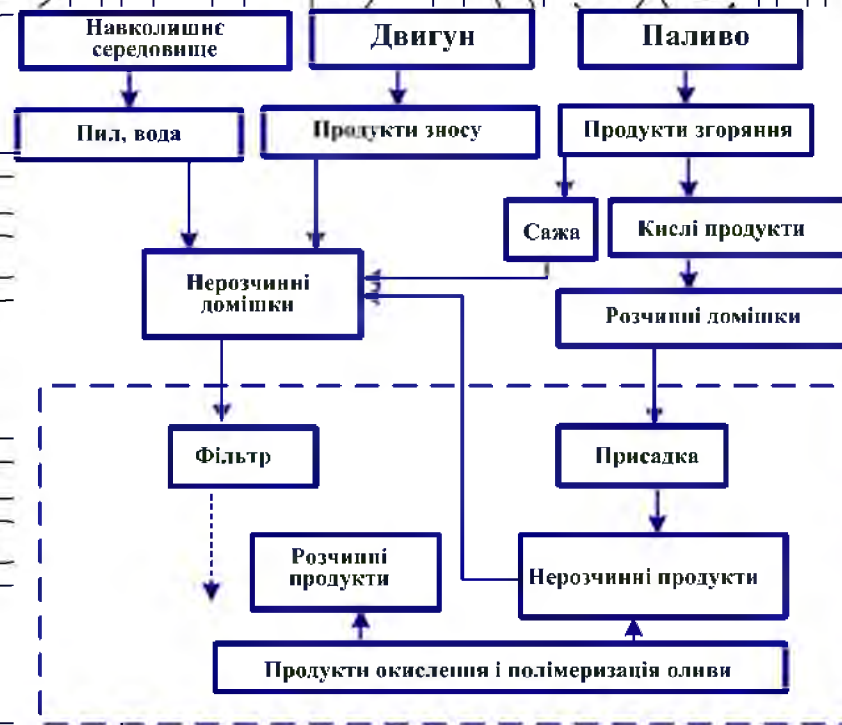 Навколишнє
середовище
Двигун
Паливо
Пил, вода
Продукти зносу
Продукти згоряння
Сажа
Кислі продукти
Нерозчинні
домішки
Розчинні домішки
Фільтр
Присадка
Розчинні
продукти
Нерозчинні продукти
Продукти окислення і полімеризація оливи